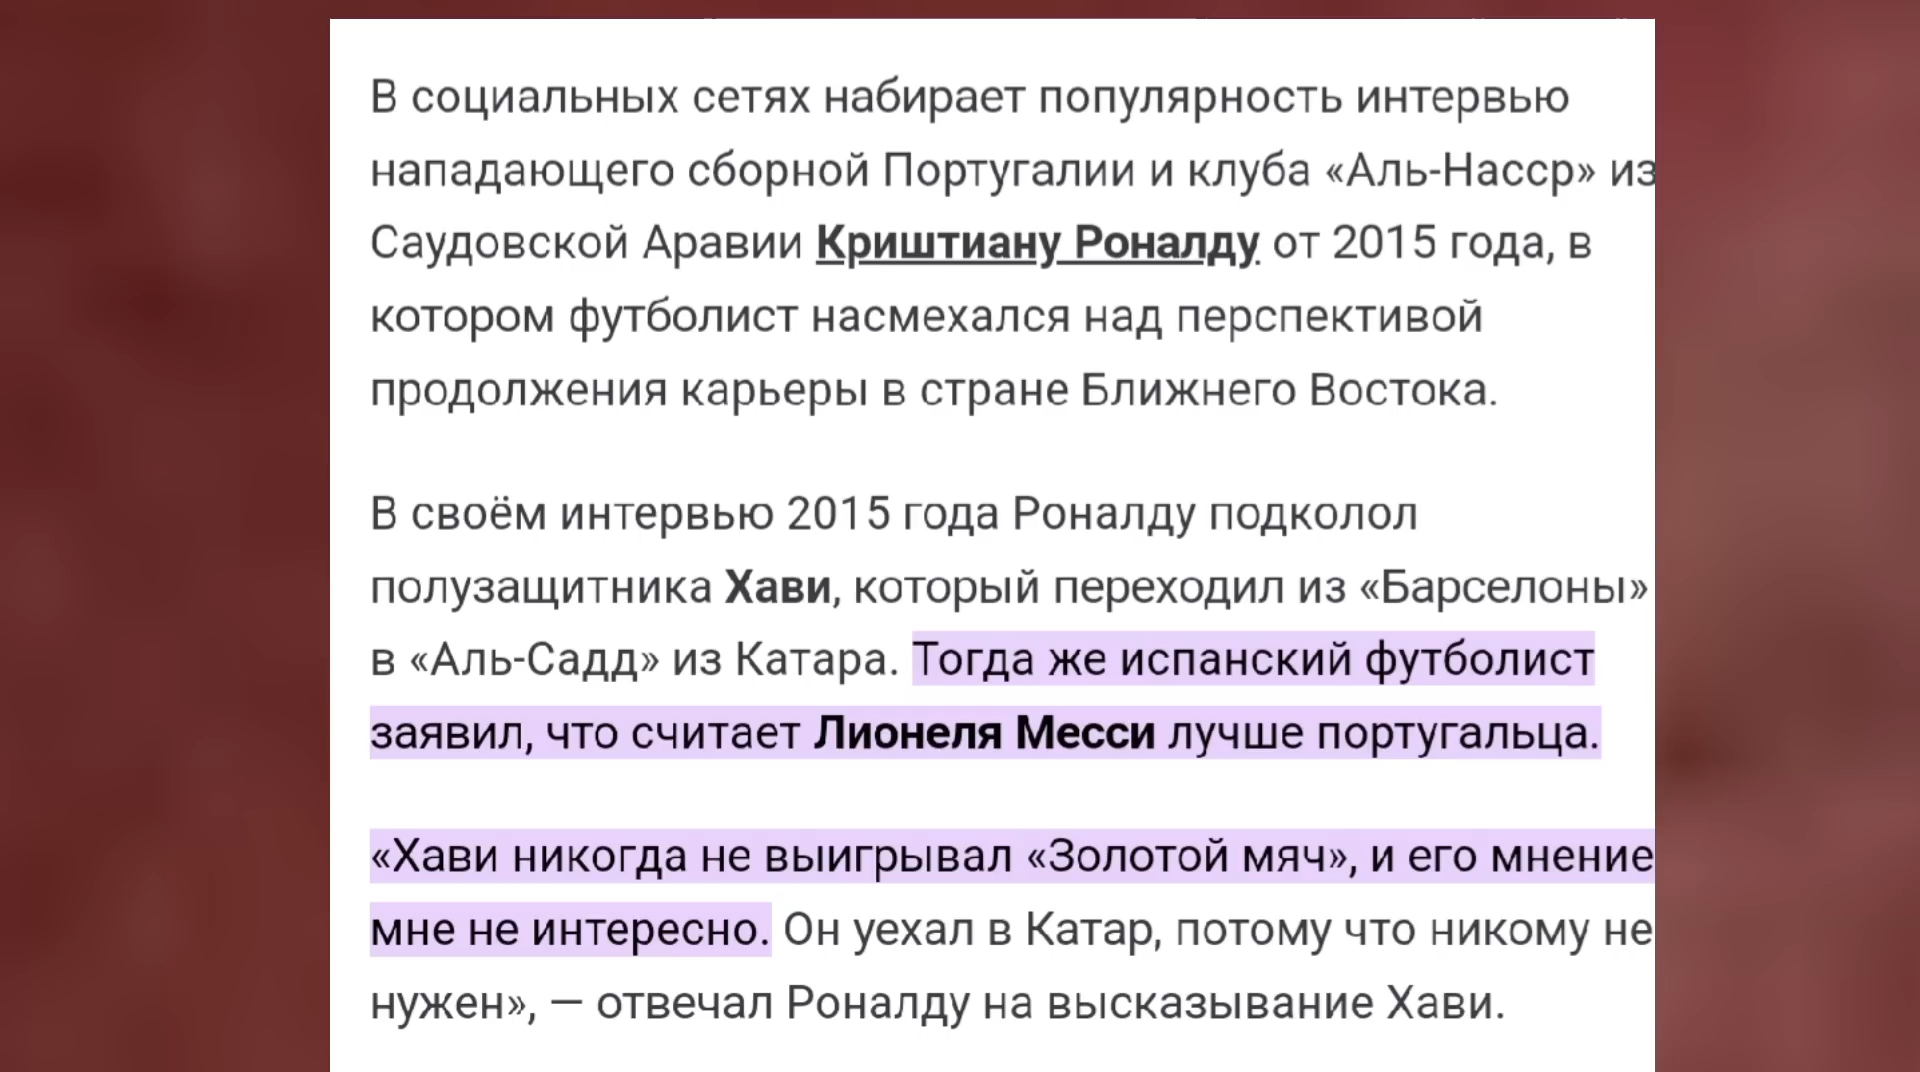 В социальных сетях набирает популярность интервью
нападающего сборной Португалии и клуба «Аль-Насср» из
Саудовской Аравии Криштиану Роналду от 2015 года, в
котором футболист насмехался над перспективой
продолжения карьеры в стране Ближнего Востока.
В своём интервью 2015 года Роналду подколол
полузащитника Хави, который переходил из «Барселоны»
в «Аль-Садд» из Катара. Тогда же испанский футболист
заявил, что считает Лионеля Месси лучше португальца.
«Хави никогда не выигрывал «Золотой мяч», и его мнение
мне не интересно. Он уехал в Катар, потому что никому не
нужен», — отвечал Роналду на высказывание Хави.